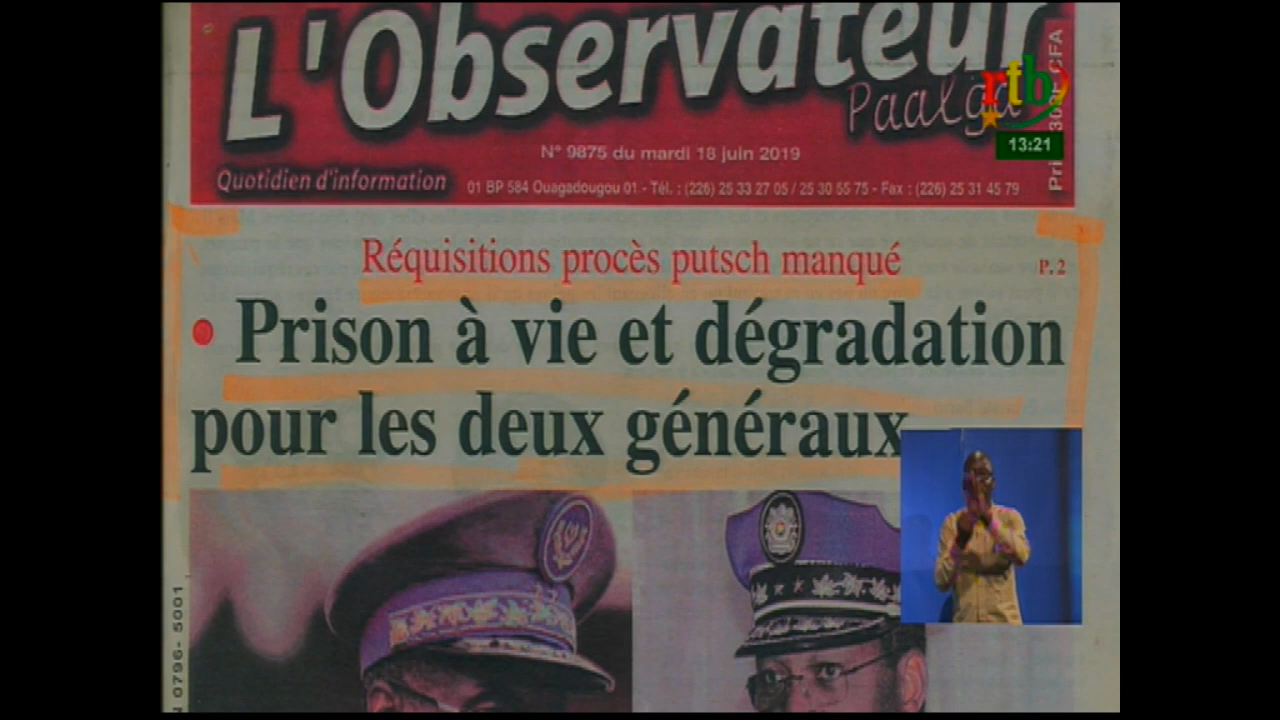 L'Observateur
Paalga
rtb
13:21
N° 9875 du mardi 18 juin 2019
Quotidien d'information
01 BP 584 Ouagadougou 01 - Tél. : (226) 25 33 27 05 / 25 30 55 75 - Fax : (226) 25 31 45 79
CFA
Réquisitions procès putsch manqué
P. 2
• Prison à vie et dégradation
pour les deux généraux
0796- 5001